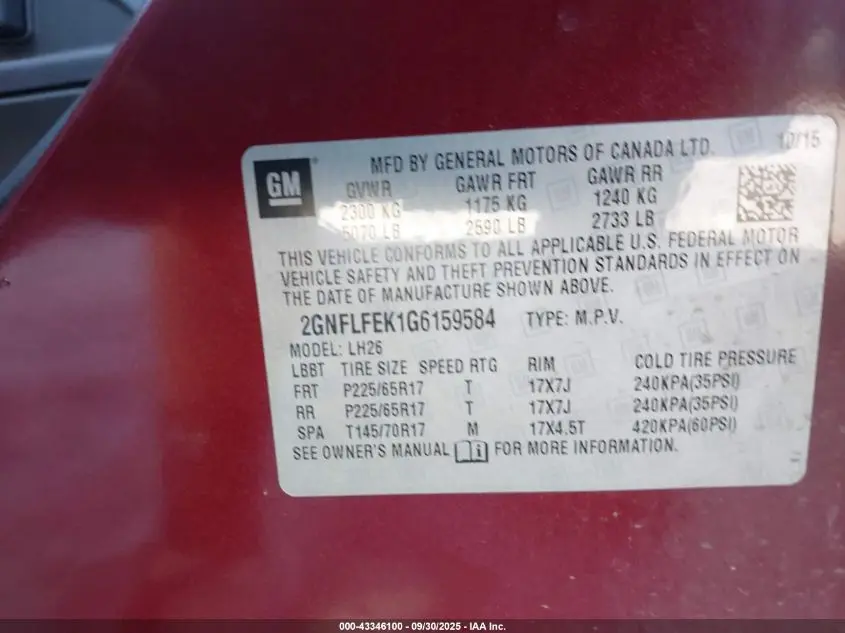 GM
MFD BY GENERAL MOTORS OF CANADA LTD. 10/15
GVWR GAWR FRT GAWR RR
2300 KG 1175 KG 1240 KG
5070 LB 2590 LB 2733 LB
THIS VEHICLE CONFORMS TO ALL APPLICABLE U.S. FEDERAL MOTOR
VEHICLE SAFETY AND THEFT PREVENTION STANDARDS IN EFFECT ON
THE DATE OF MANUFACTURE SHOWN ABOVE.
2GNFLFEK1G6159584 TYPE: M.P.V.
MODEL: LH26
LBBT TIRE SIZE SPEED RTG RIM COLD TIRE PRESSURE
FRT P225/65R17 T 17X7J 240KPA(35PSI)
RR P225/65R17 T 17X7J 240KPA(35PSI)
SPA T145/70R17 M 17X4.5T 420KPA(60PSI)
SEE OWNER'S MANUAL FOR MORE INFORMATION.
000-43346100 - 09/30/2025 - IAA Inc.